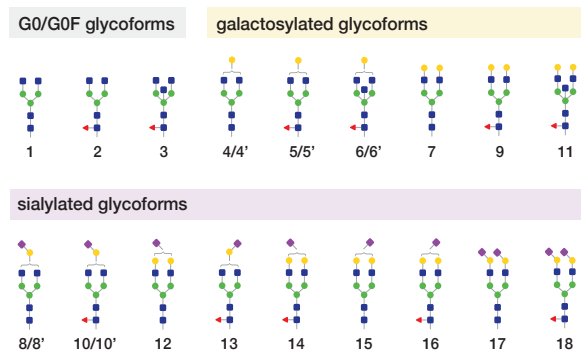 G0/G0F glycoforms galactosylated glycoforms
1 2 3 4/4’ 5/5’ 6/6’ 7 9 11
sialylated glycoforms
8/8’ 10/10’ 12 13 14 15 16 17 18